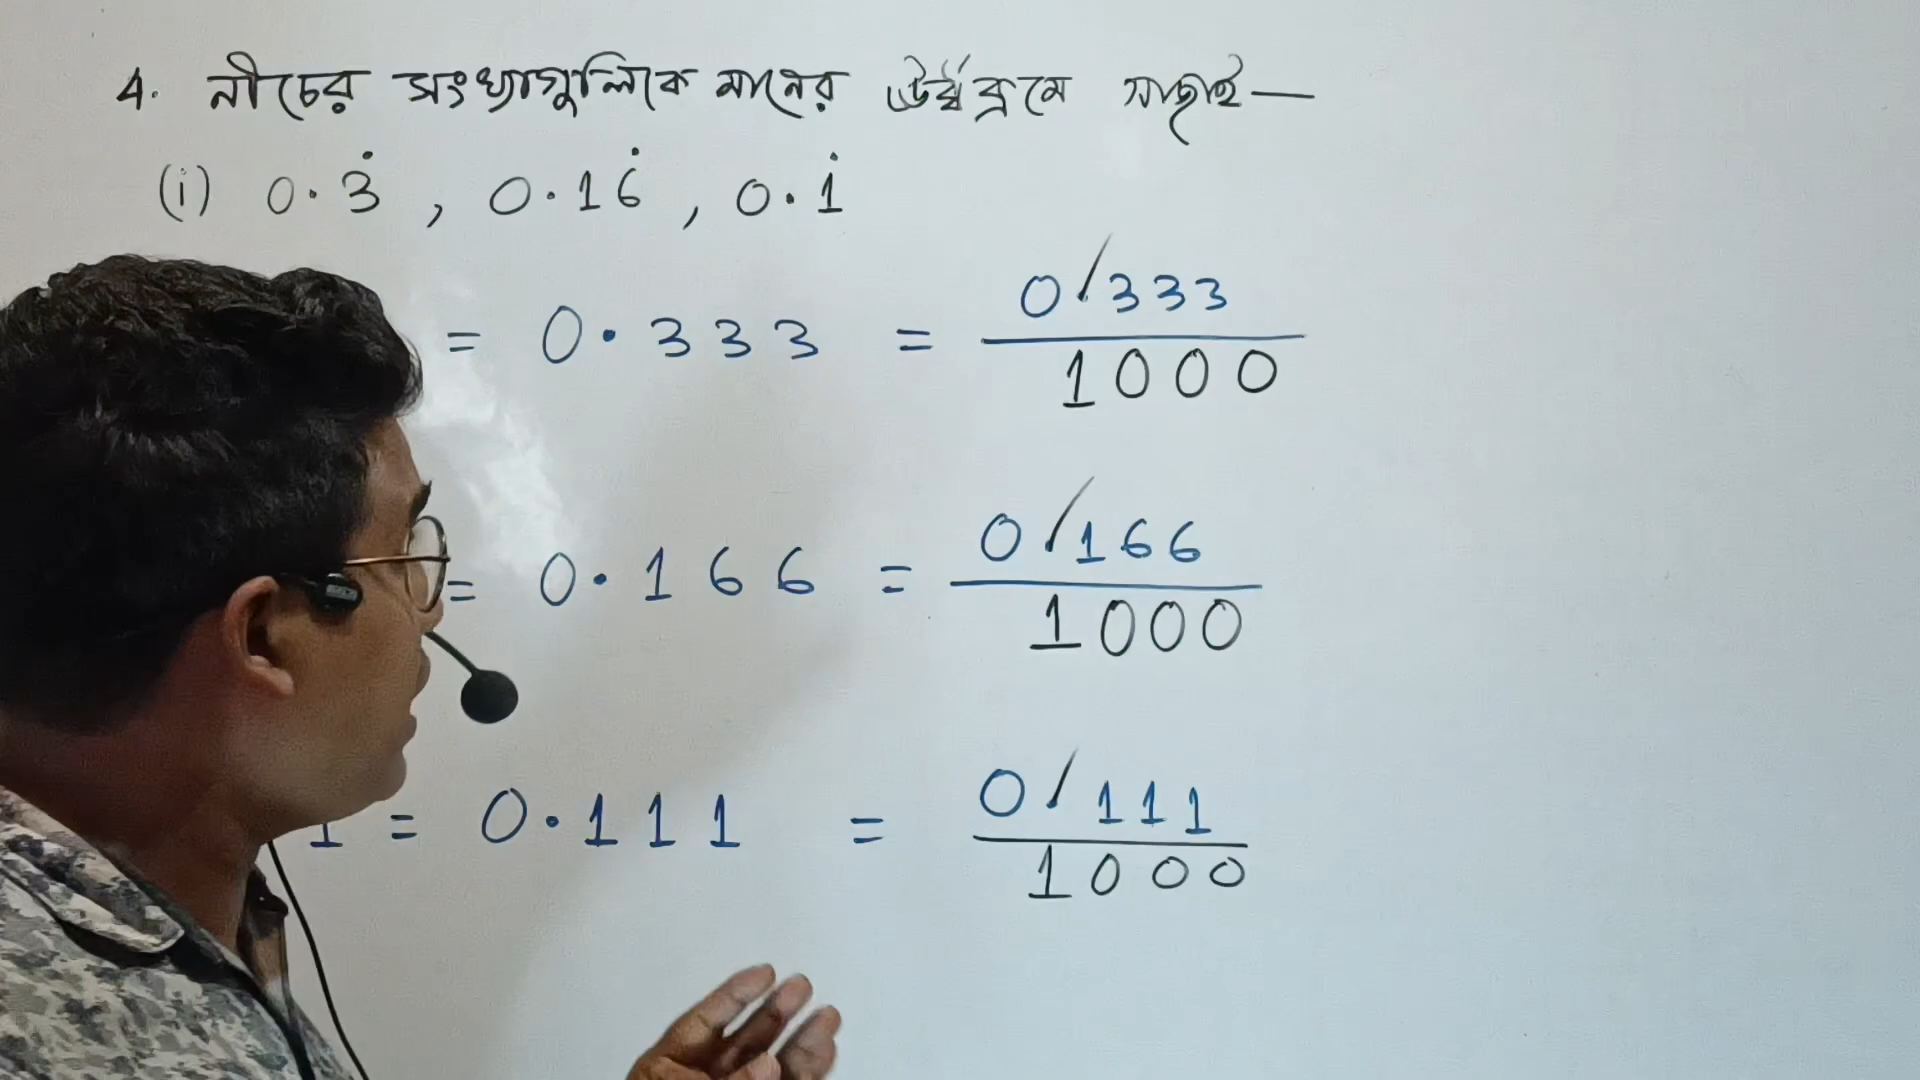 4. নীচের সংখ্যাগুলিকে মানের ঊর্ধ্বক্রমে সাজাই—
(i) 0.3̇ , 0.16̇ , 0.1̇
= 0.333 = 0/333
1000
= 0.166 = 0/166
1000
1 = 0.111 = 0/111
1000